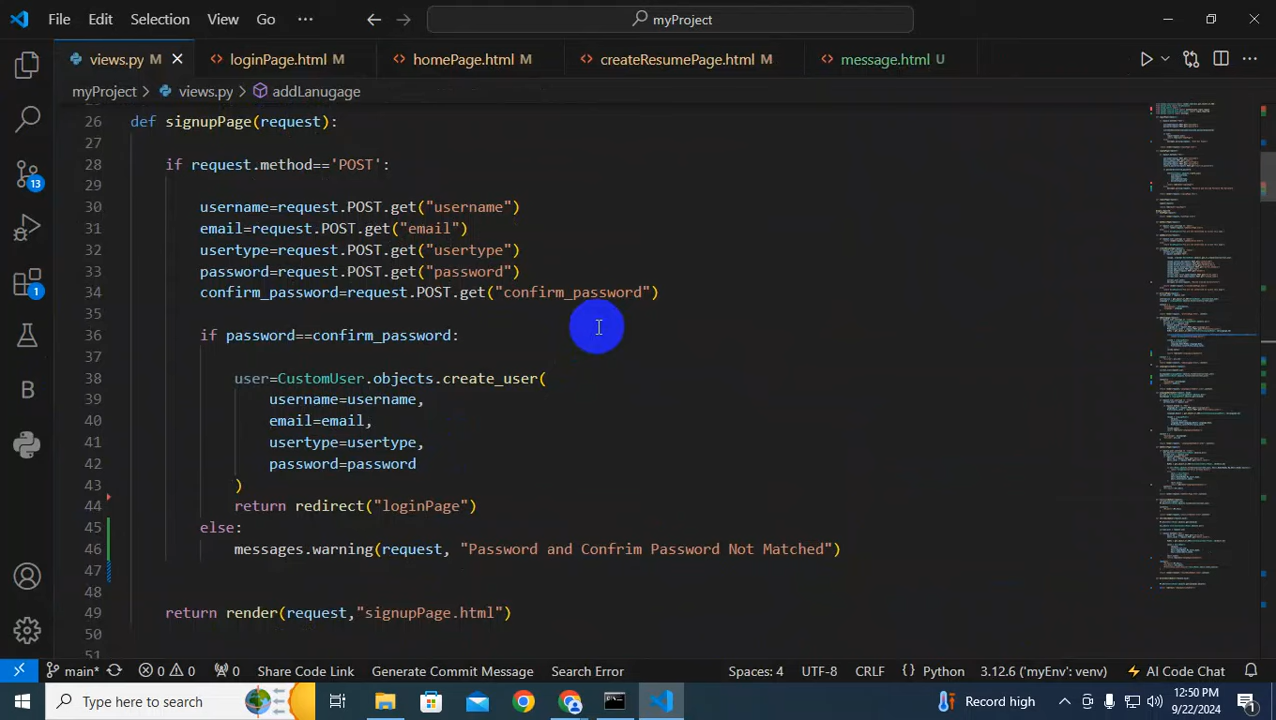 File Edit Selection View Go ··· myProject
views.py M loginPage.html M homePage.html M createResumePage.html M message.html U
myProject > views.py > addLanugage
26 def signupPage(request):
27
28 if request.method=='POST':
29
30 username=request.POST.get("username")
31 email=request.POST.get("email")
32 usertype=request.POST.get("usertype")
33 password=request.POST.get("password")
34 confirm_password=request.POST.get("confirm_password")
35
36 if password==confirm_password:
37
38 user=CustomUser.objects.create_user(
39 username=username,
40 email=email,
41 usertype=usertype,
42 password=password
43 )
44 return redirect("loginPage")
45 else:
46 messages.warning(request, "Password and Confrim Password Not Matched")
47
48
49 return render(request,"signupPage.html")
50
51
13
1
B
main* 0 0 0 Share Code Link Generate Commit Message Search Error Spaces: 4 UTF-8 CRLF { } Python 3.12.6 ('myEnv': venv) AI Code Chat
Type here to search Record high 12:50 PM
9/22/2024 1